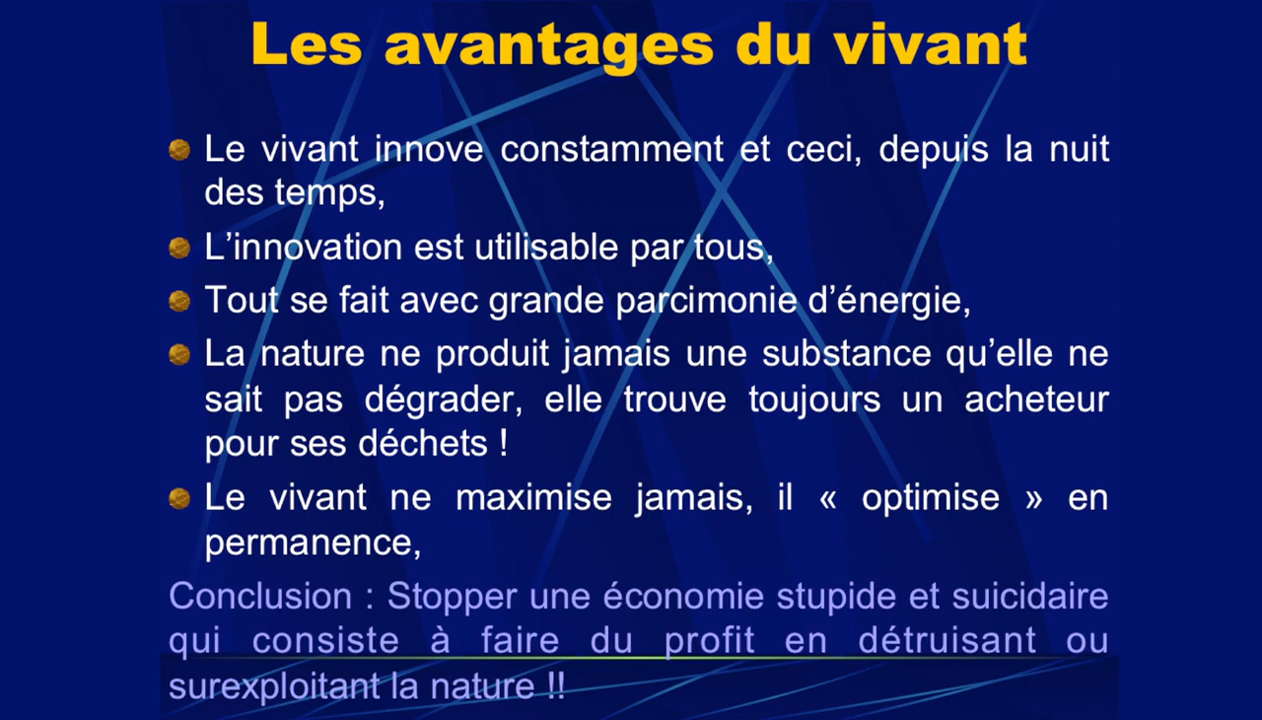 Les avantages du vivant
Le vivant innove constamment et ceci, depuis la nuit
des temps,
L’innovation est utilisable par tous,
Tout se fait avec grande parcimonie d’énergie,
La nature ne produit jamais une substance qu’elle ne
sait pas dégrader, elle trouve toujours un acheteur
pour ses déchets !
Le vivant ne maximise jamais, il « optimise » en
permanence,
Conclusion : Stopper une économie stupide et suicidaire
qui consiste à faire du profit en détruisant ou
surexploitant la nature !!